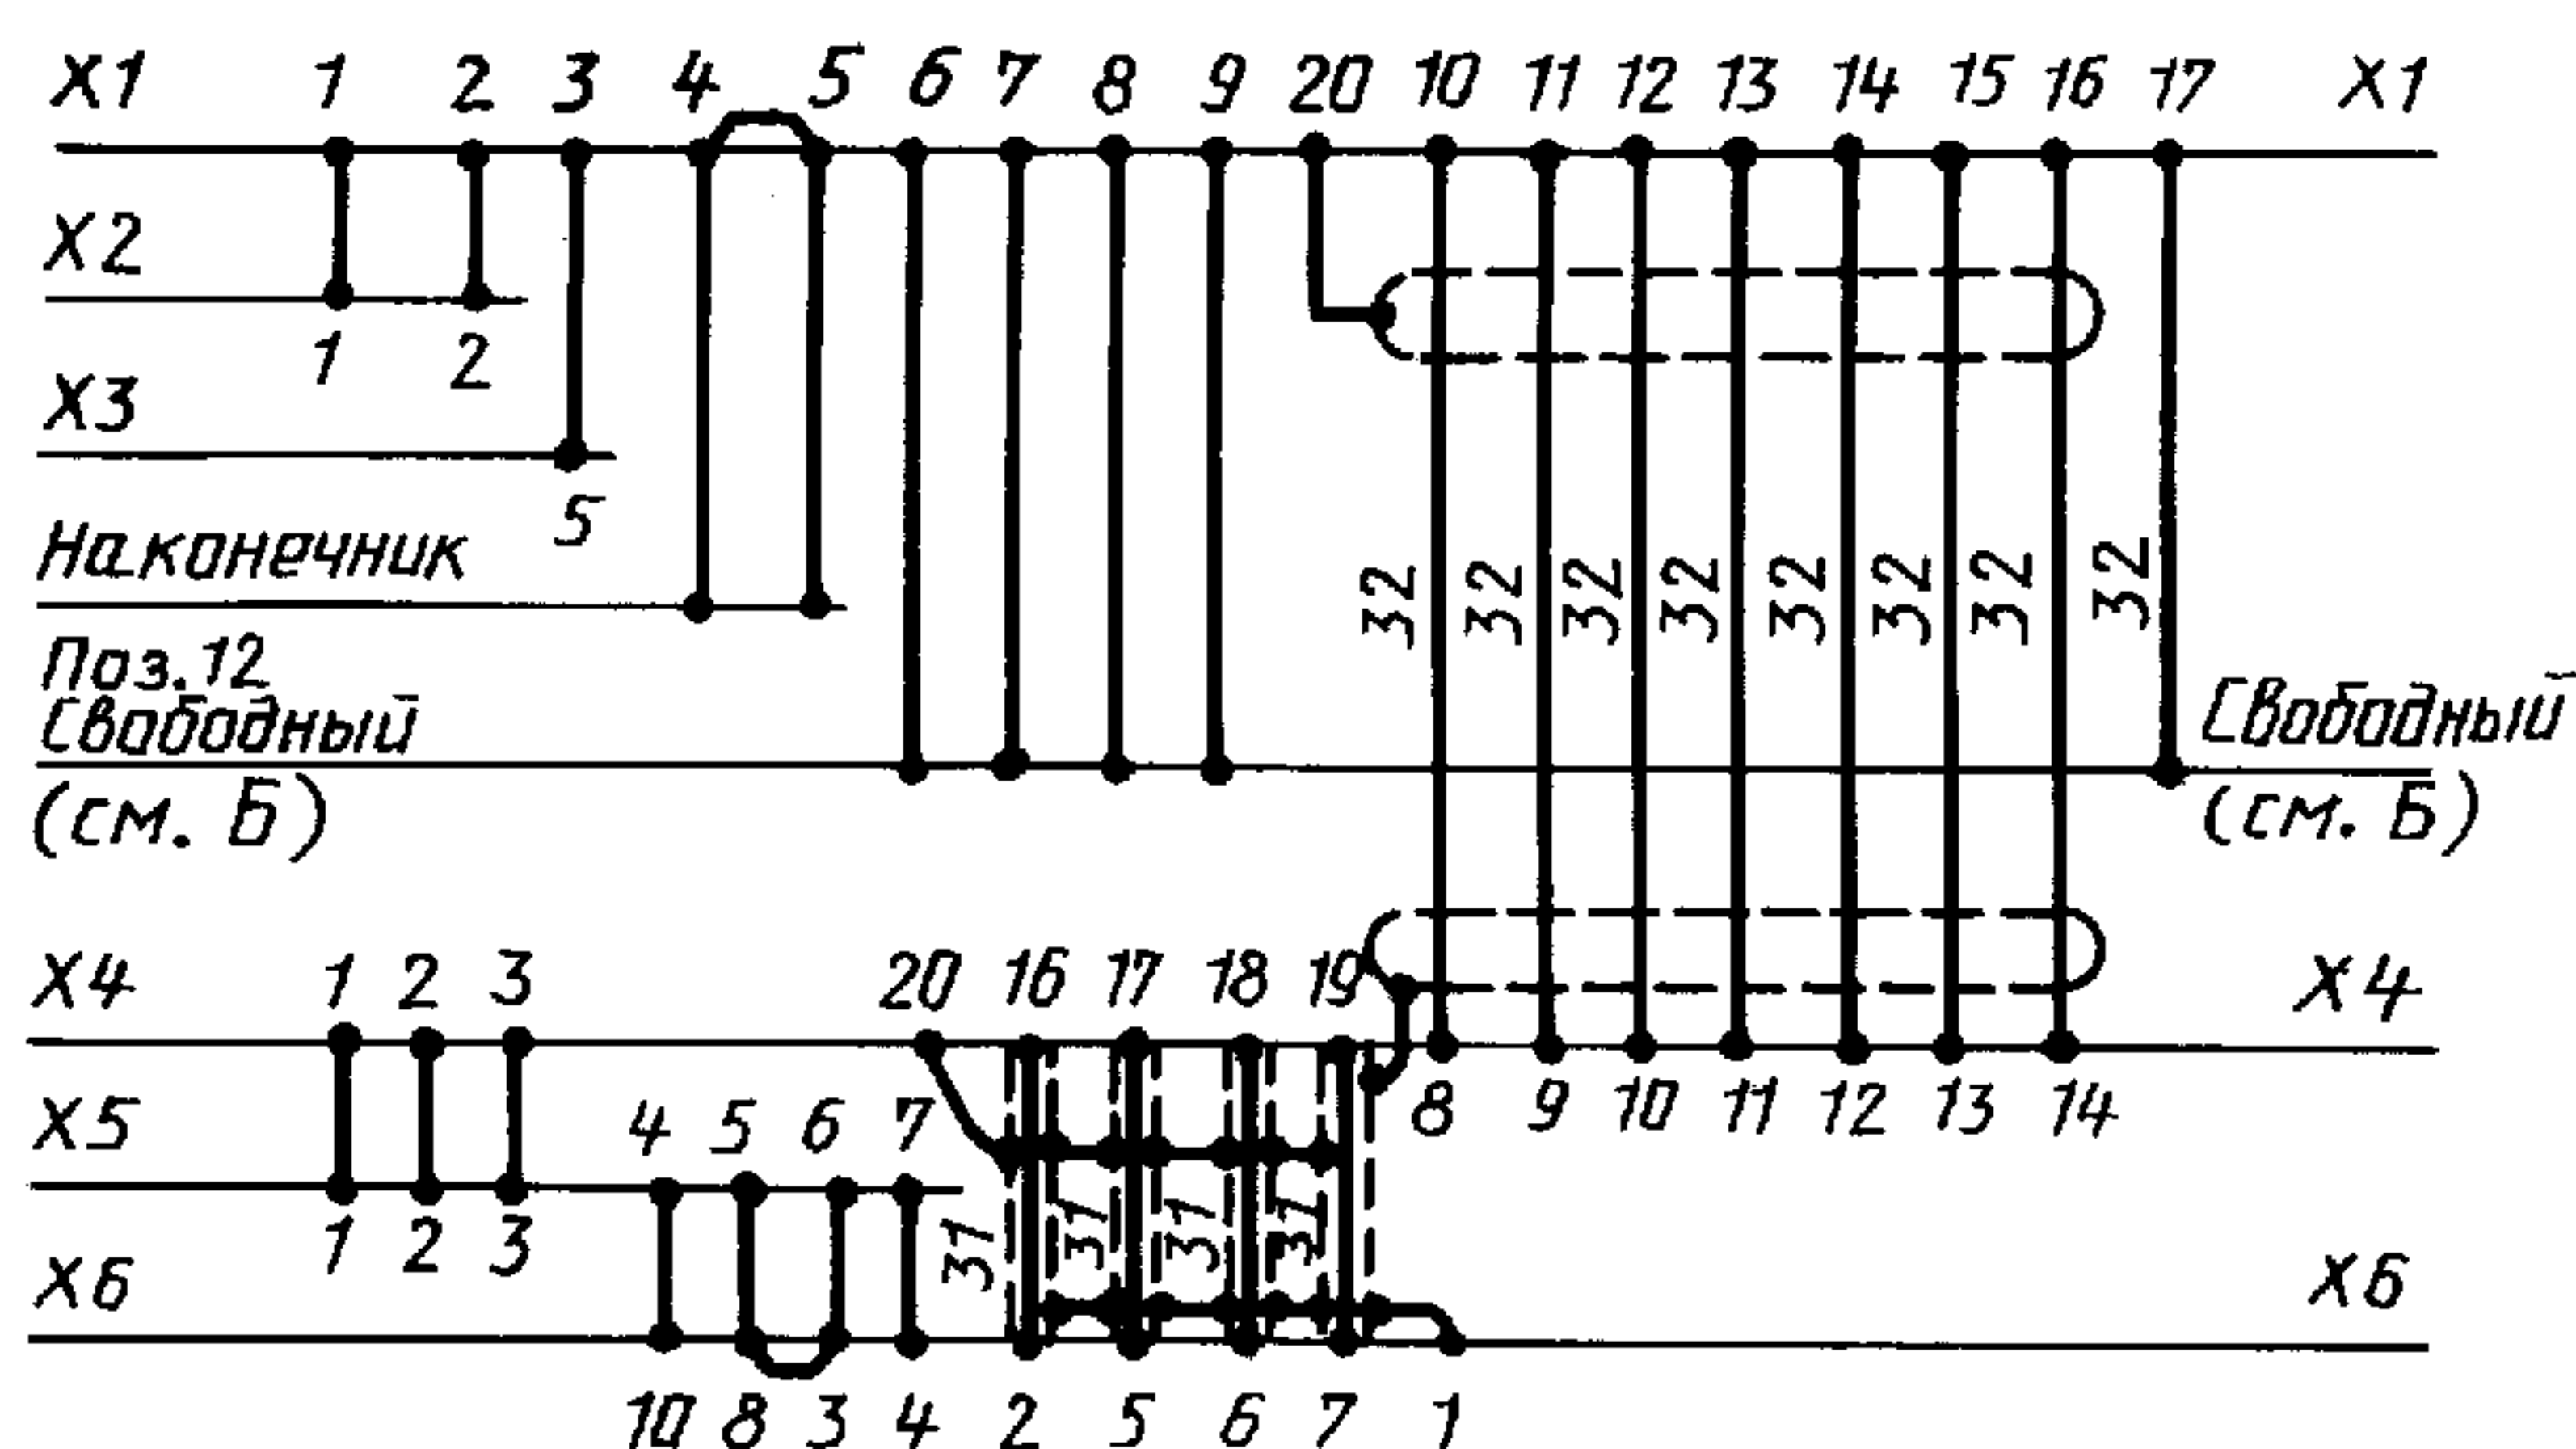 X1 1 2 3 4 5 6 7 8 9 20 10 11 12 13 14 15 16 17 X1
X2
1 2
X3
5
Наконечник
32 32 32 32 32 32 32 32
Поз.12
Свободный Свободный
(см. Б) (см. Б)
X4 1 2 3 20 16 17 18 19 X4
8 9 10 11 12 13 14
X5 4 5 6 7
1 2 3 31 31 31 31
X6 X6
10 8 3 4 2 5 6 7 1